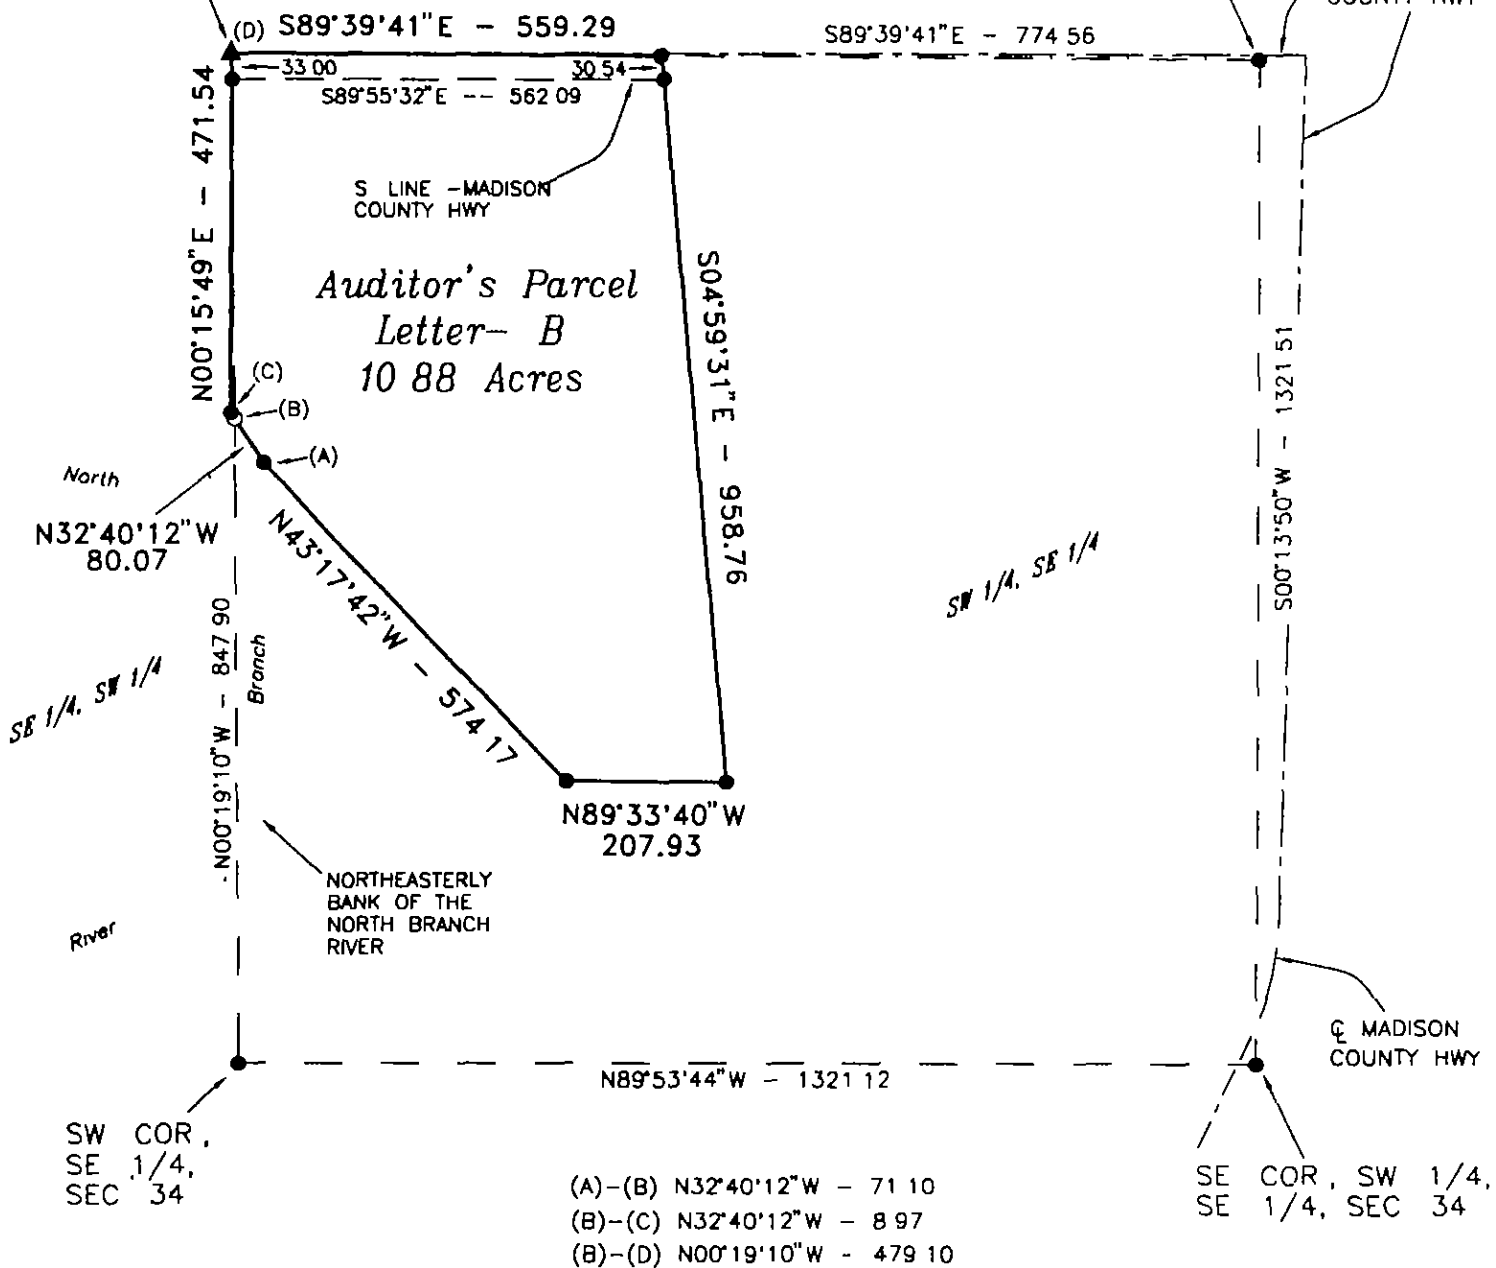 COUNTY HWY
(D) S89°39'41"E - 559.29
S89°39'41"E - 774 56
33 00
30 54
S89°55'32"E -- 562 09
N00°15'49"E - 471.54
S LINE -MADISON
COUNTY HWY
Auditor's Parcel
Letter- B
10 88 Acres
S04°59'31"E - 958.76
S00°13'50"W - 1321 51
(C)
(B)
(A)
North
N32°40'12"W
80.07
N43°17'42"W - 574 17
SW 1/4, SE 1/4
-N00°19'10"W - 847 90
Branch
SE 1/4, SW 1/4
N89°33'40"W
207.93
NORTHEASTERLY
BANK OF THE
NORTH BRANCH
RIVER
River
℄ MADISON
COUNTY HWY
N89°53'44"W - 1321 12
SW COR,
SE 1/4,
SEC 34
SE COR, SW 1/4,
SE 1/4, SEC 34
(A)-(B) N32°40'12"W - 71 10
(B)-(C) N32°40'12"W - 8 97
(B)-(D) N00°19'10"W - 479 10